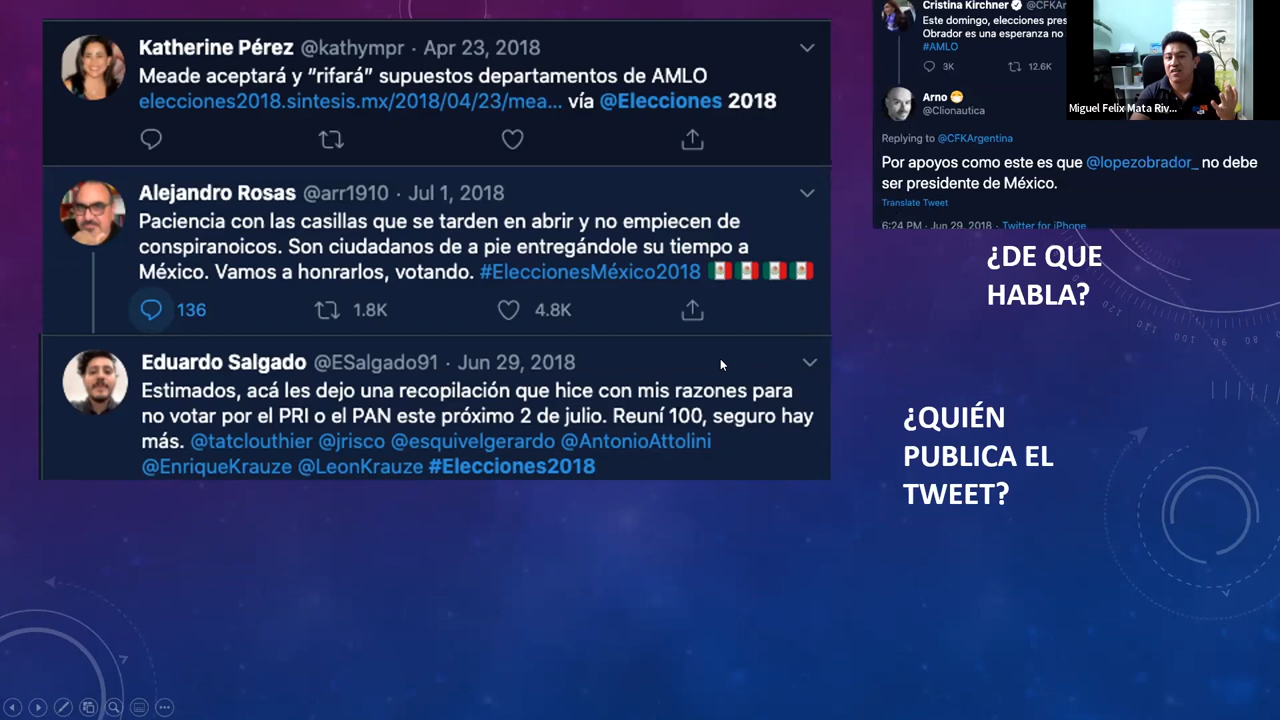 Katherine Pérez @kathympr · Apr 23, 2018
Meade aceptará y “rifará” supuestos departamentos de AMLO
elecciones2018.sintesis.mx/2018/04/23/mea... vía @Elecciones 2018
Alejandro Rosas @arr1910 · Jul 1, 2018
Paciencia con las casillas que se tarden en abrir y no empiecen de
conspiranoicos. Son ciudadanos de a pie entregándole su tiempo a
México. Vamos a honrarlos, votando. #EleccionesMéxico2018 🇲🇽🇲🇽🇲🇽🇲🇽
136 1.8K 4.8K
Eduardo Salgado @ESalgado91 · Jun 29, 2018
Estimados, acá les dejo una recopilación que hice con mis razones para
no votar por el PRI o el PAN este próximo 2 de julio. Reuní 100, seguro hay
más. @tatclouthier @jrisco @esquivelgerardo @AntonioAttolini
@EnriqueKrauze @LeonKrauze #Elecciones2018
Cristina Kirchner @CFKAr
Este domingo, elecciones pres
Obrador es una esperanza no
#AMLO
3K 12.6K
Miguel Felix Mata Riv...
Arno 😁
@Clionautica
Replying to @CFKArgentina
Por apoyos como este es que @lopezobrador_ no debe
ser presidente de México.
Translate Tweet
6:24 PM · Jun 29, 2018 · Twitter for iPhone
¿DE QUE
HABLA?
¿QUIÉN
PUBLICA EL
TWEET?